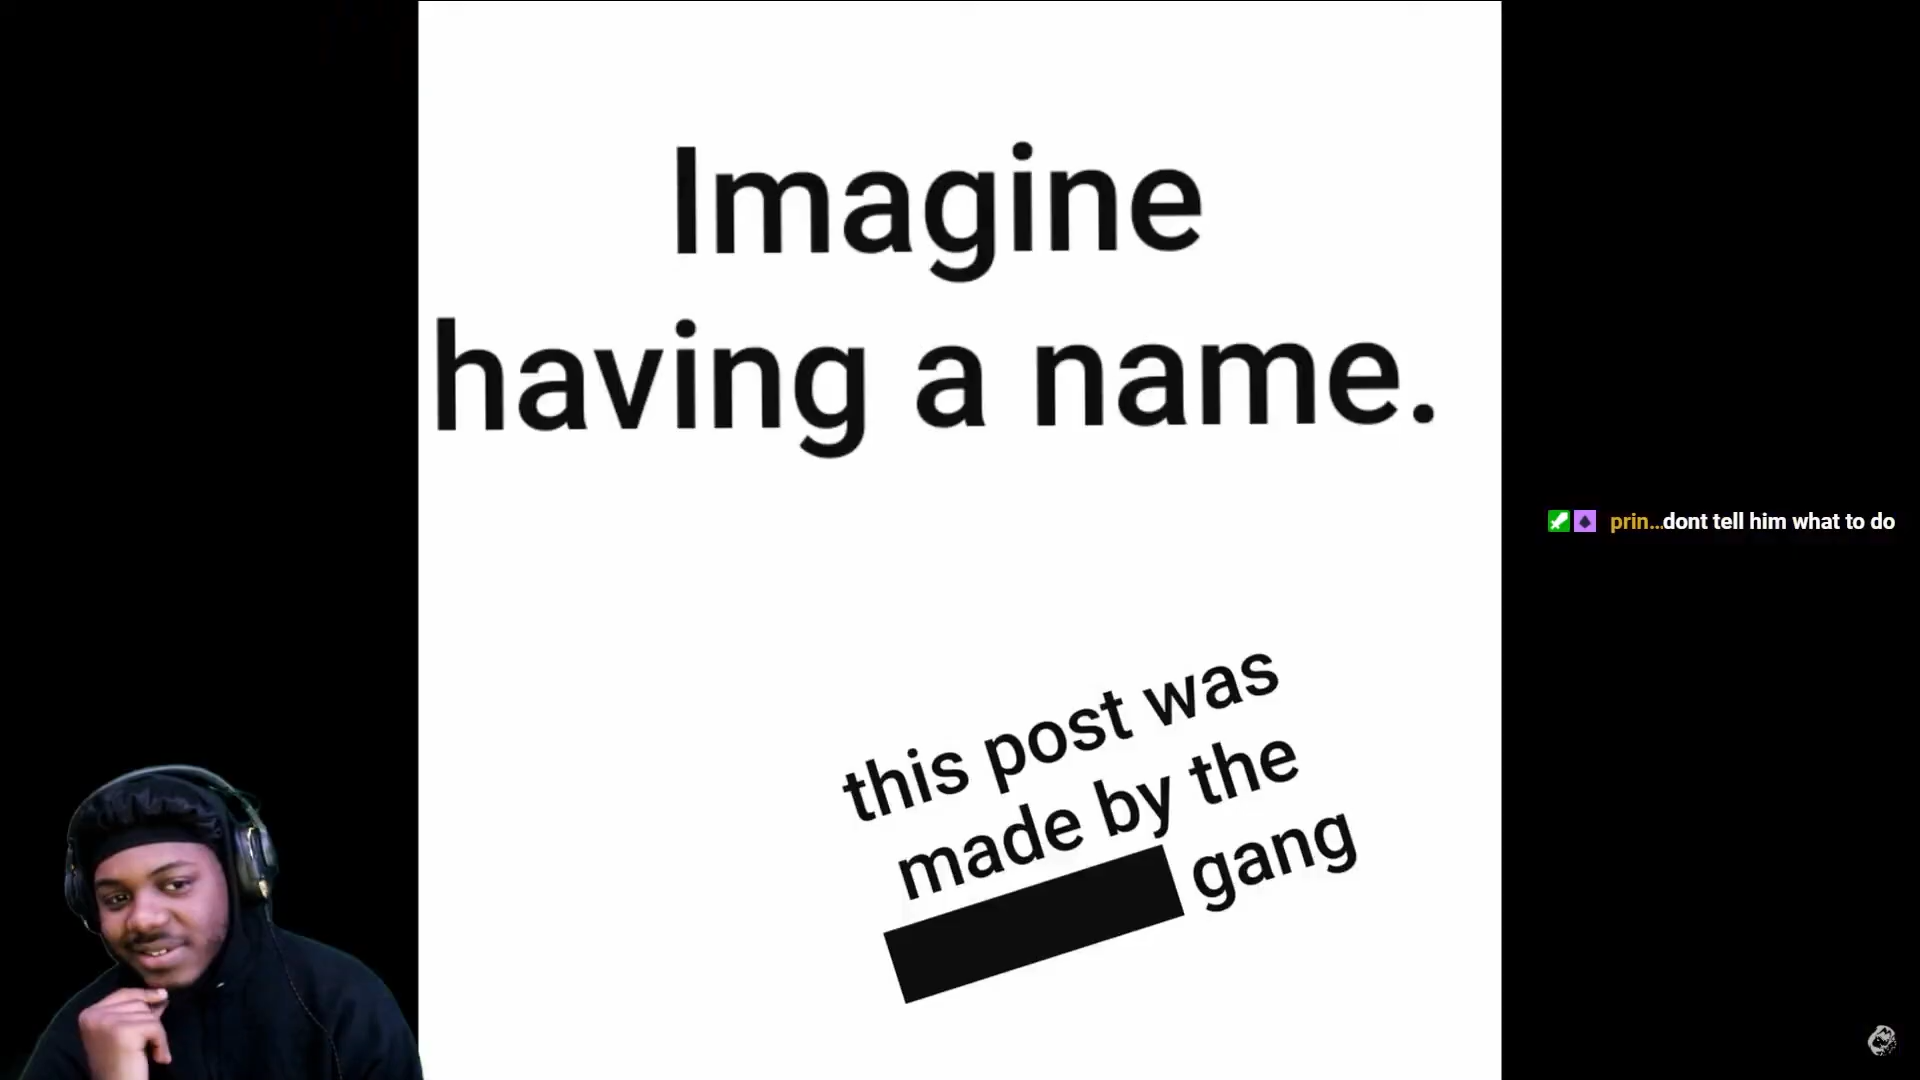 Imagine
having a name.
this post was
made by the
gang
prin...dont tell him what to do